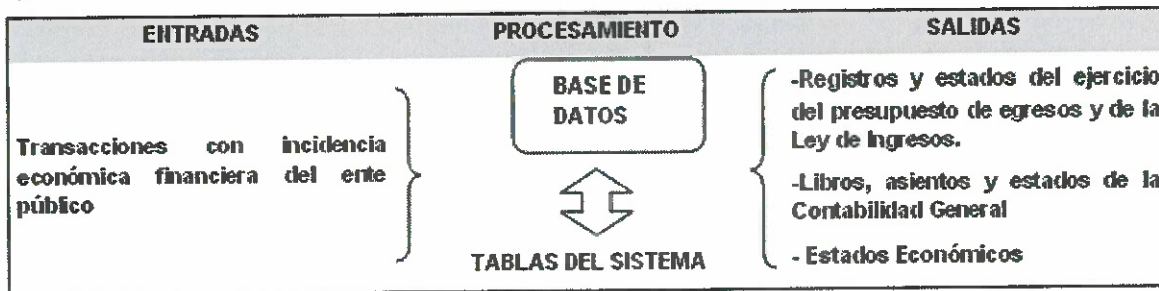 ENTRADAS
PROCESAMIENTO
SALIDAS
Transacciones con incidencia
económica financiera del ente
público
BASE DE
DATOS
TABLAS DEL SISTEMA
-Registros y estados del ejercicio
del presupuesto de egresos y de la
Ley de Ingresos.
-Libros, asientos y estados de la
Contabilidad General
- Estados Económicos